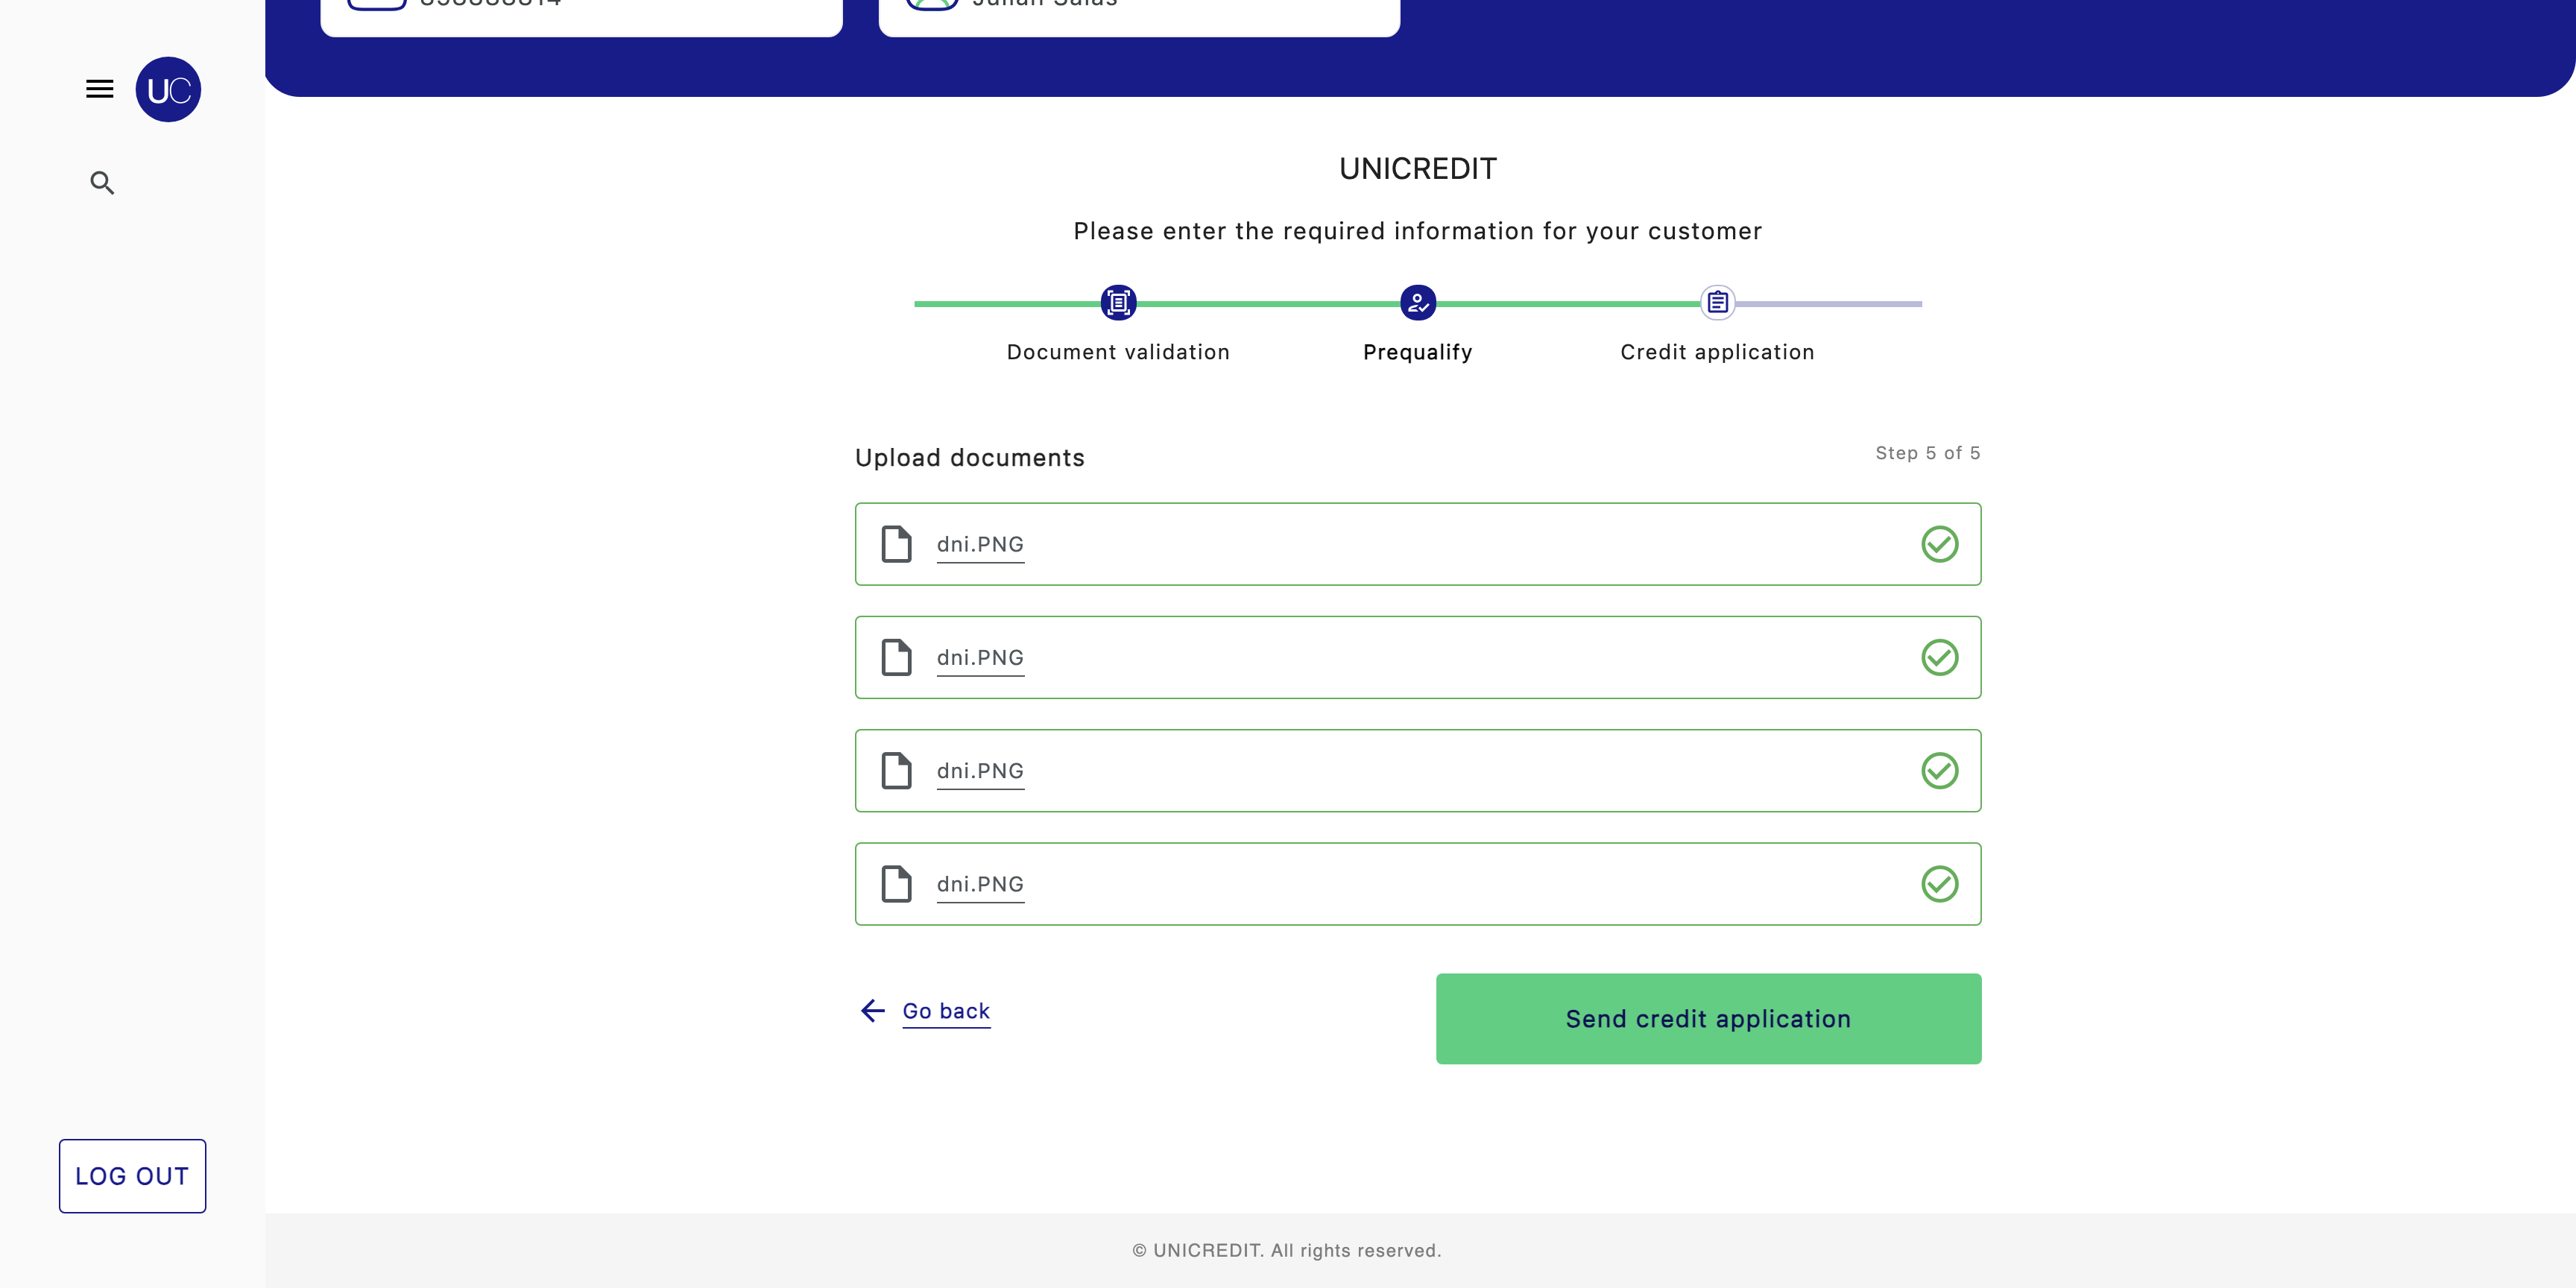 Julian Salas
UC
UNICREDIT
Please enter the required information for your customer
Document validation
Prequalify
Credit application
Upload documents
Step 5 of 5
dni.PNG
dni.PNG
dni.PNG
dni.PNG
Go back
Send credit application
LOG OUT
© UNICREDIT. All rights reserved.